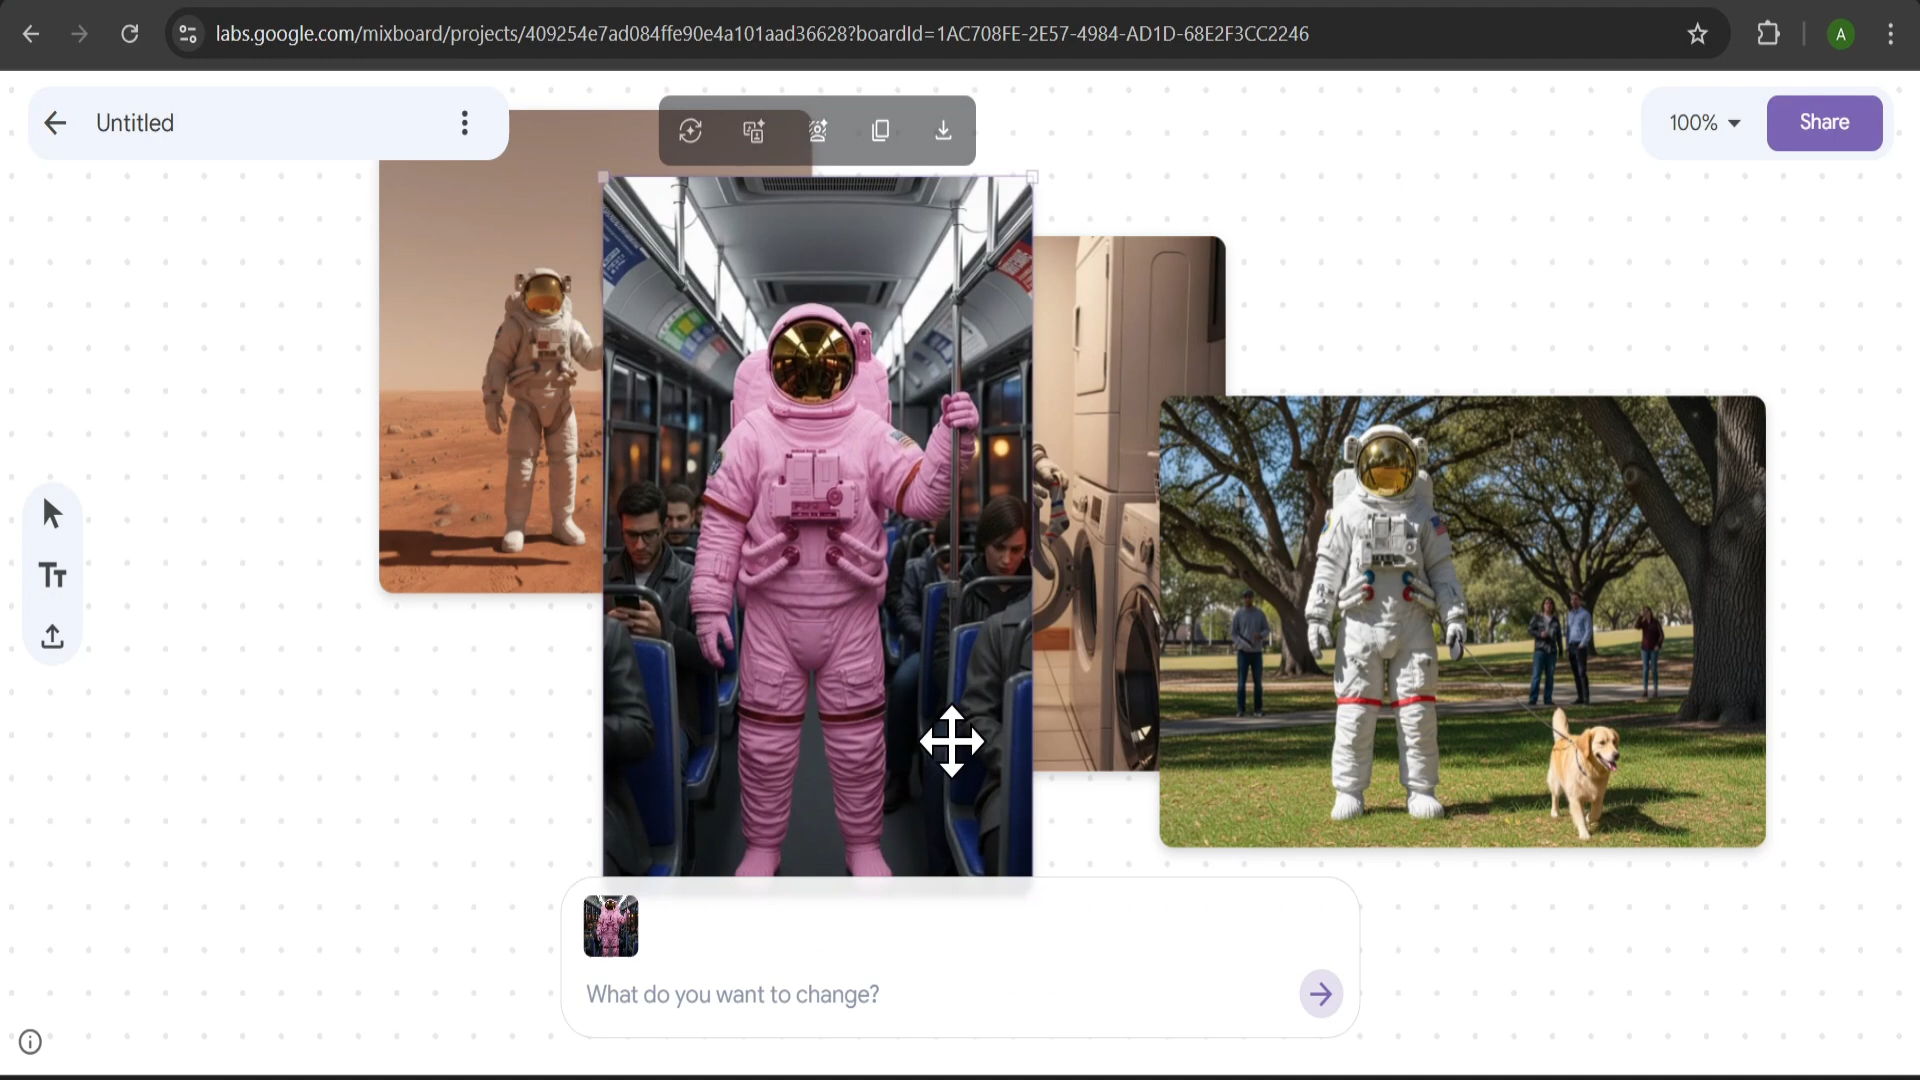 labs.google.com/mixboard/projects/409254e7ad084ffe90e4a101aad36628?boardId=1AC708FE-2E57-4984-AD1D-68E2F3CC2246
A
Untitled
100%
Share
TT
What do you want to change?